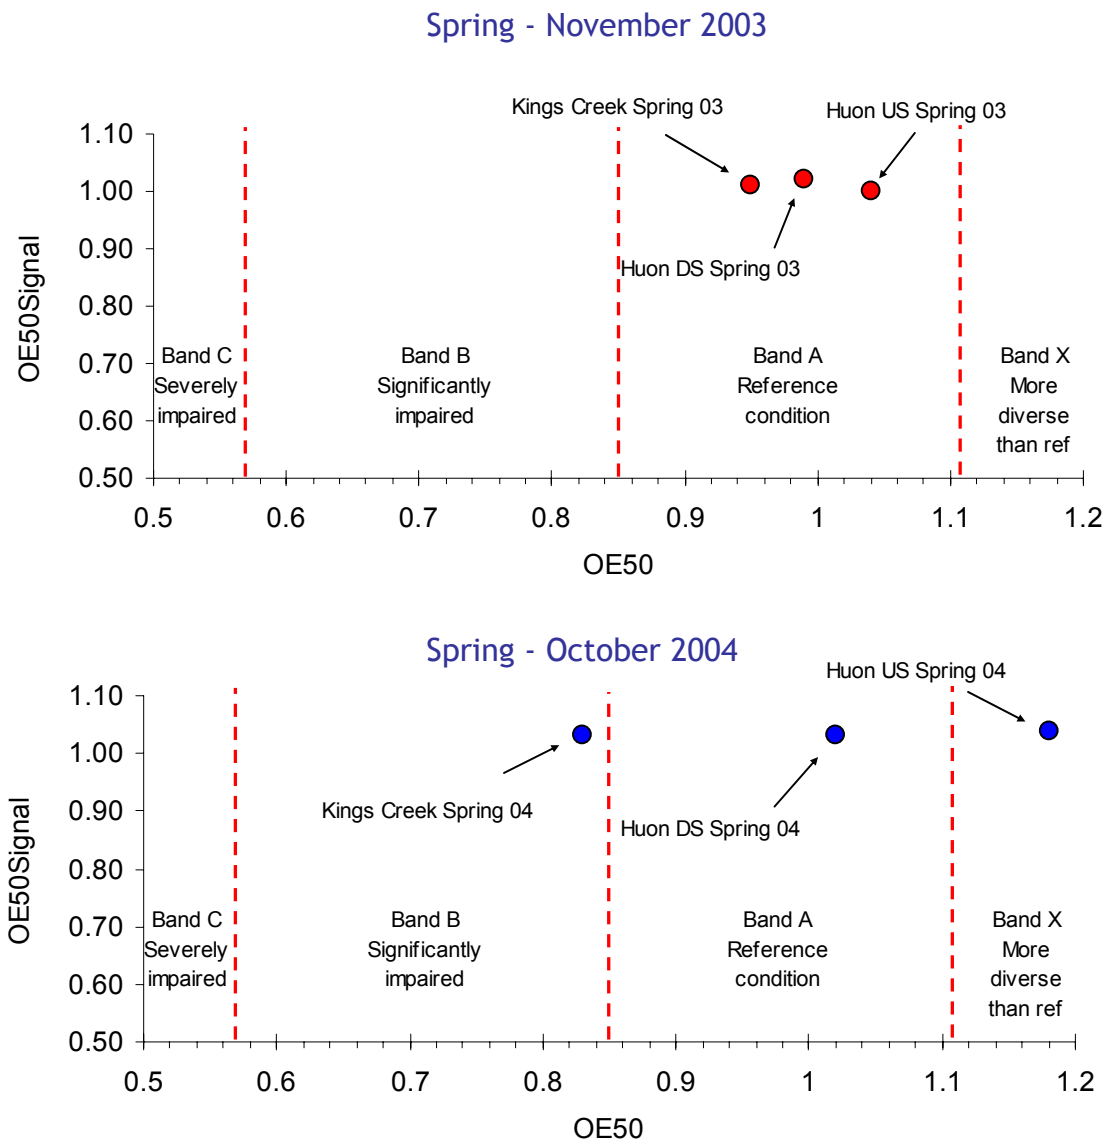 Spring - November 2003
Kings Creek Spring 03
Huon US Spring 03
1.10
1.00
0.90
0.80
0.70
0.60
0.50
OE50Signal
Huon DS Spring 03
Band C
Severely
impaired
Band B
Significantly
impaired
Band A
Reference
condition
Band X
More
diverse
than ref
0.5 0.6 0.7 0.8 0.9 1 1.1 1.2
OE50
Spring - October 2004
Huon US Spring 04
1.10
1.00
0.90
0.80
0.70
0.60
0.50
OE50Signal
Kings Creek Spring 04
Huon DS Spring 04
Band C
Severely
impaired
Band B
Significantly
impaired
Band A
Reference
condition
Band X
More
diverse
than ref
0.5 0.6 0.7 0.8 0.9 1 1.1 1.2
OE50